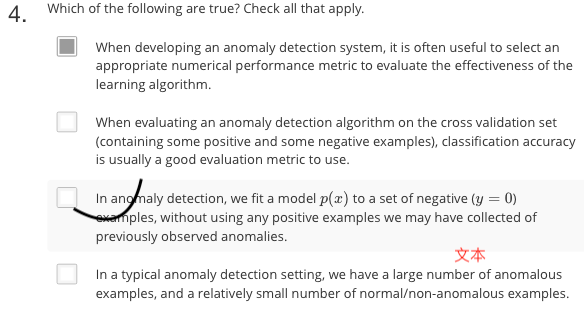 4. Which of the following are true? Check all that apply.
When developing an anomaly detection system, it is often useful to select an
appropriate numerical performance metric to evaluate the effectiveness of the
learning algorithm.
When evaluating an anomaly detection algorithm on the cross validation set
(containing some positive and some negative examples), classification accuracy
is usually a good evaluation metric to use.
In anomaly detection, we fit a model p(x) to a set of negative (y = 0)
examples, without using any positive examples we may have collected of
previously observed anomalies.
文本
In a typical anomaly detection setting, we have a large number of anomalous
examples, and a relatively small number of normal/non-anomalous examples.